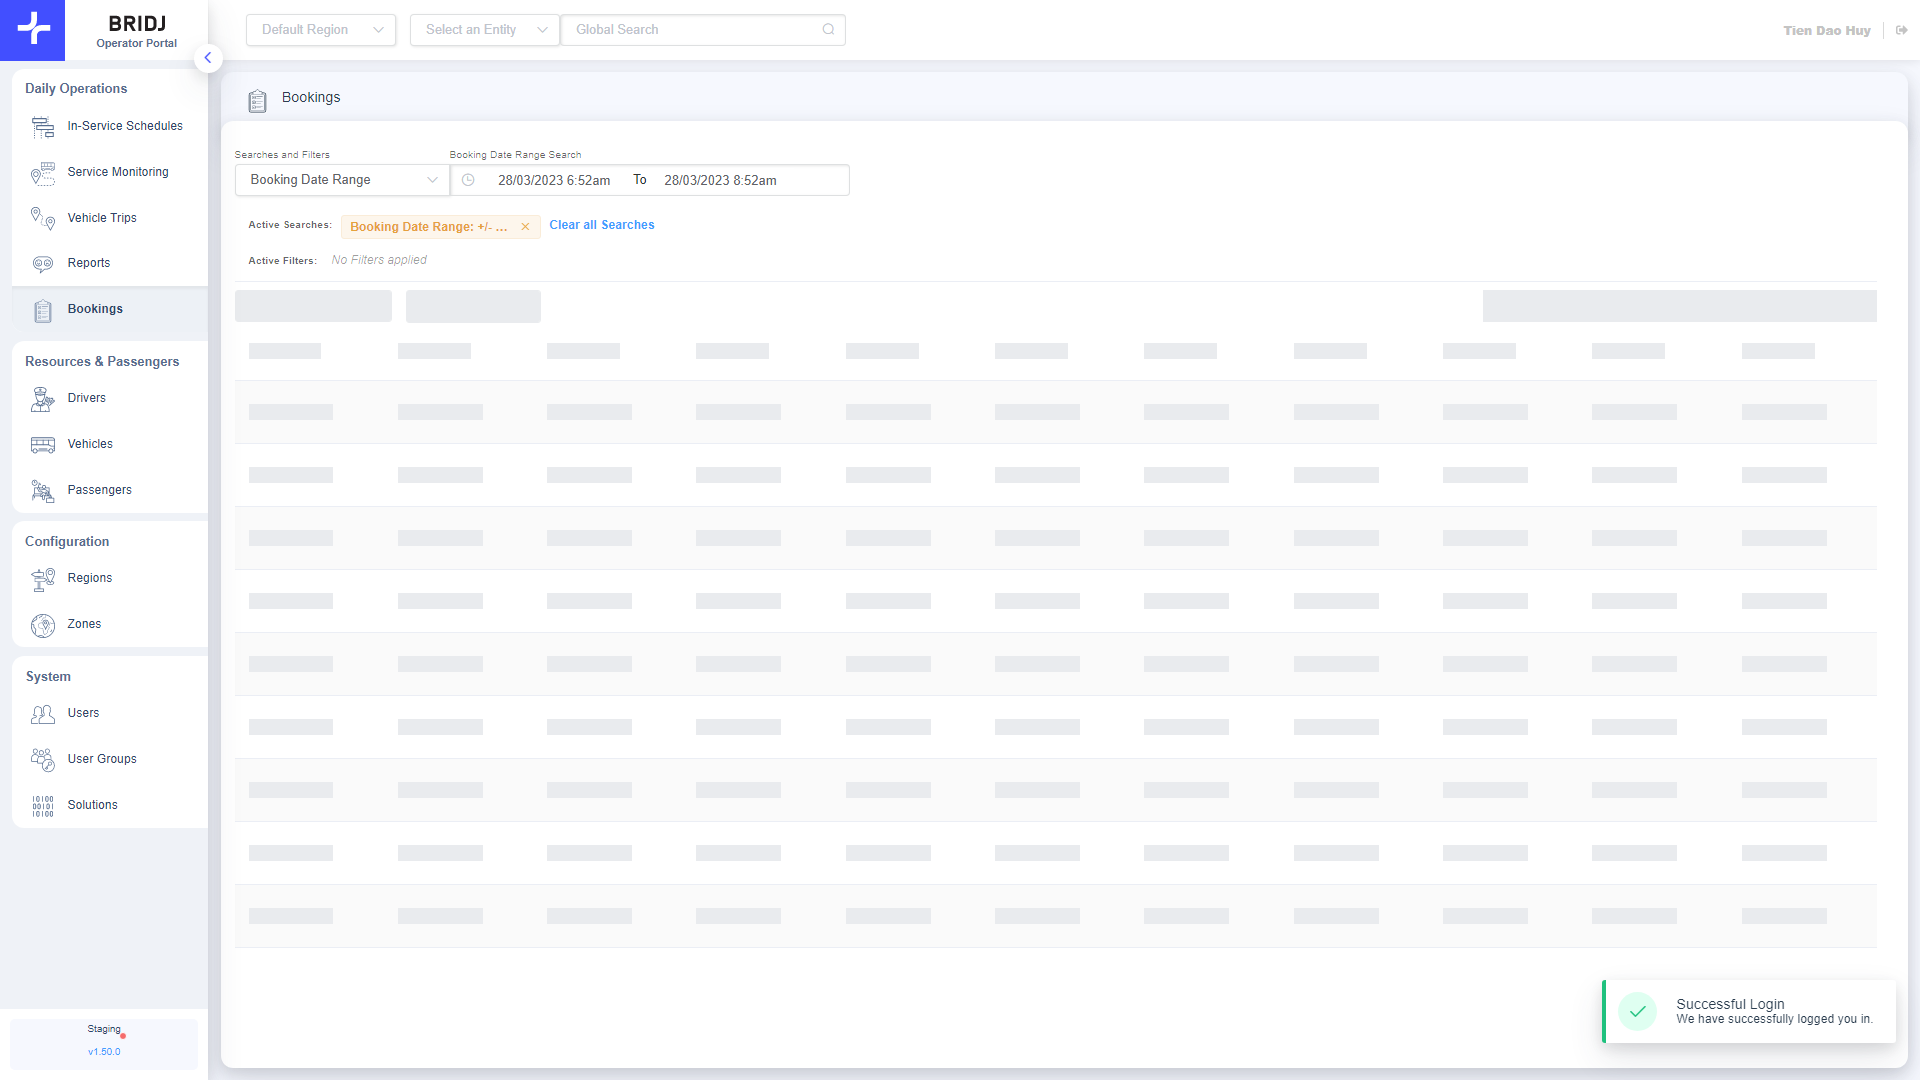 BRIDJ
Operator Portal
Default Region
Select an Entity
Global Search
Tien Dao Huy
Daily Operations
In-Service Schedules
Service Monitoring
Vehicle Trips
Reports
Bookings
Resources & Passengers
Drivers
Vehicles
Passengers
Configuration
Regions
Zones
System
Users
User Groups
Solutions
Staging
v1.50.0
Bookings
Searches and Filters
Booking Date Range Search
Booking Date Range
28/03/2023 6:52am To 28/03/2023 8:52am
Active Searches: Booking Date Range: +/- ... Clear all Searches
Active Filters: No Filters applied
Successful Login
We have successfully logged you in.